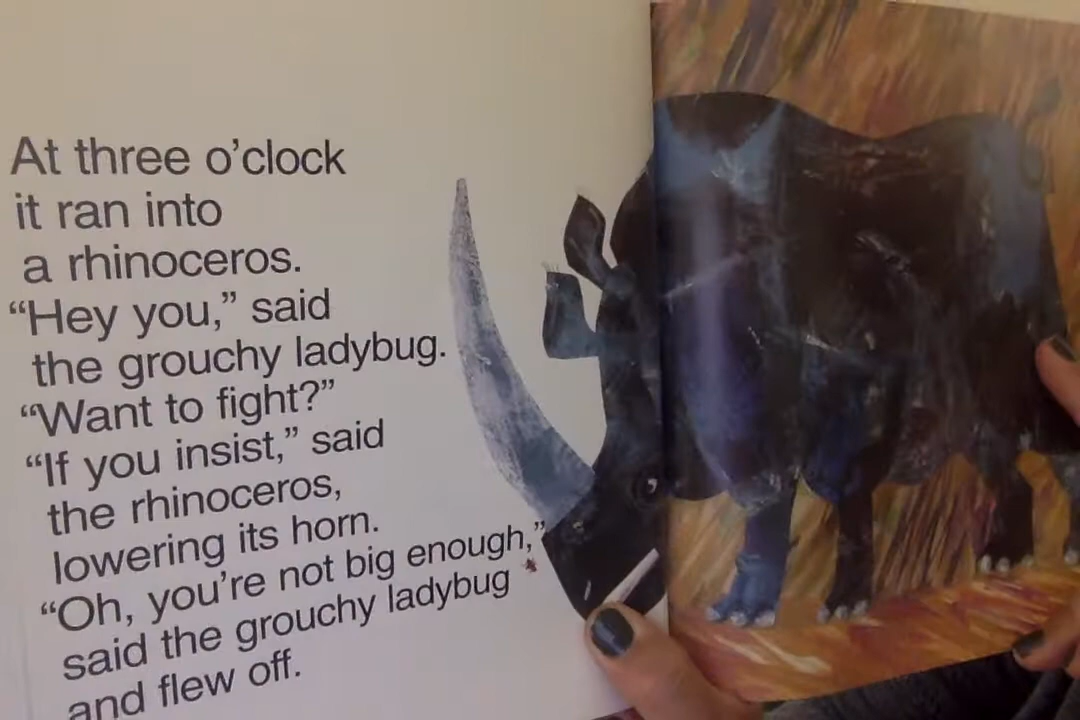 At three o’clock
it ran into
a rhinoceros.
“Hey you,” said
the grouchy ladybug.
“Want to fight?”
“If you insist,” said
the rhinoceros,
lowering its horn.
“Oh, you’re not big enough,”
said the grouchy ladybug
and flew off.